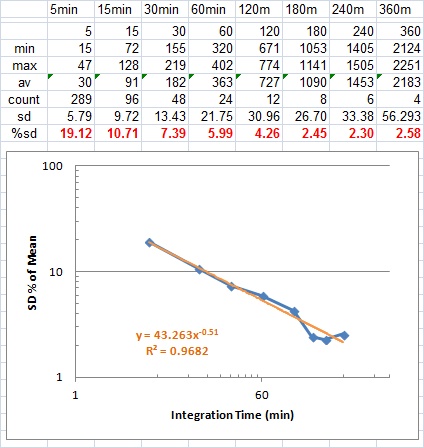 5min 15min 30min 60min 120m 180m 240m 360m
5 15 30 60 120 180 240 360
min 15 72 155 320 671 1053 1405 2124
max 47 128 219 402 774 1141 1505 2251
av 30 91 182 363 727 1090 1453 2183
count 289 96 48 24 12 8 6 4
sd 5.79 9.72 13.43 21.75 30.96 26.70 33.38 56.293
%sd 19.12 10.71 7.39 5.99 4.26 2.45 2.30 2.58
100
10
1
SD % of Mean
y = 43.263x^-0.51
R² = 0.9682
1 60
Integration Time (min)